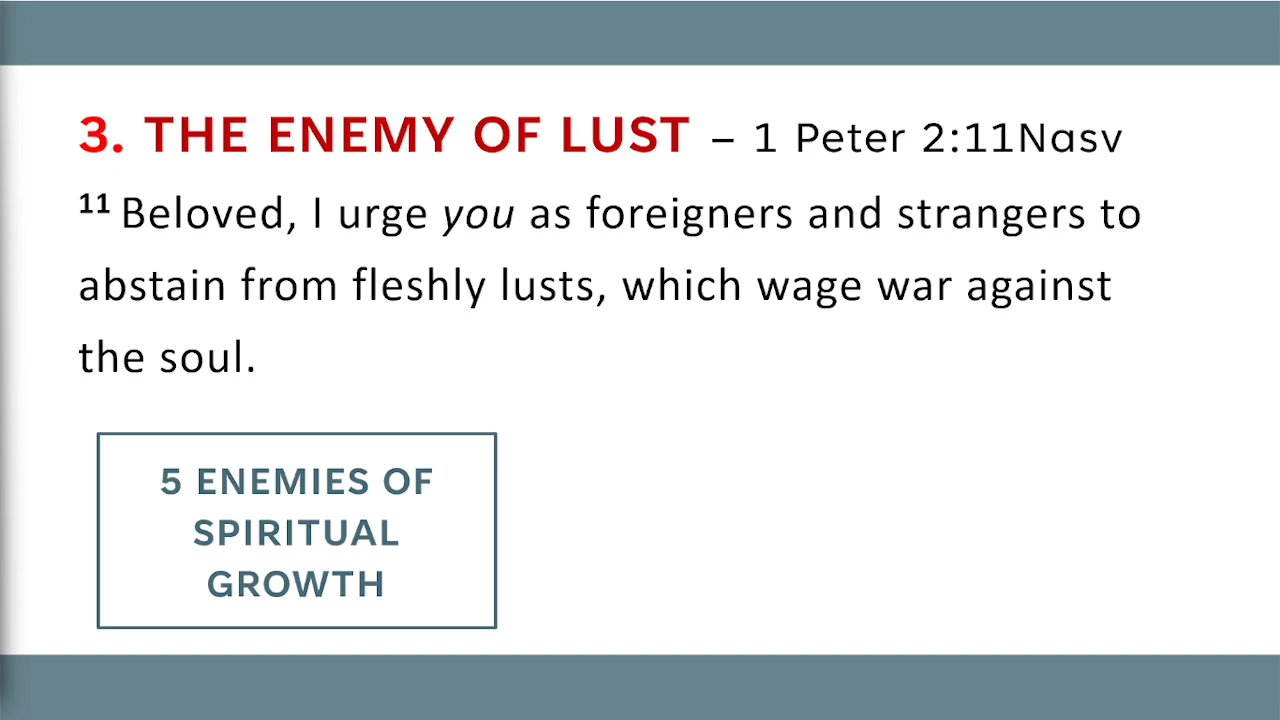 3. THE ENEMY OF LUST – 1 Peter 2:11Nasv
11 Beloved, I urge you as foreigners and strangers to
abstain from fleshly lusts, which wage war against
the soul.
5 ENEMIES OF
SPIRITUAL
GROWTH